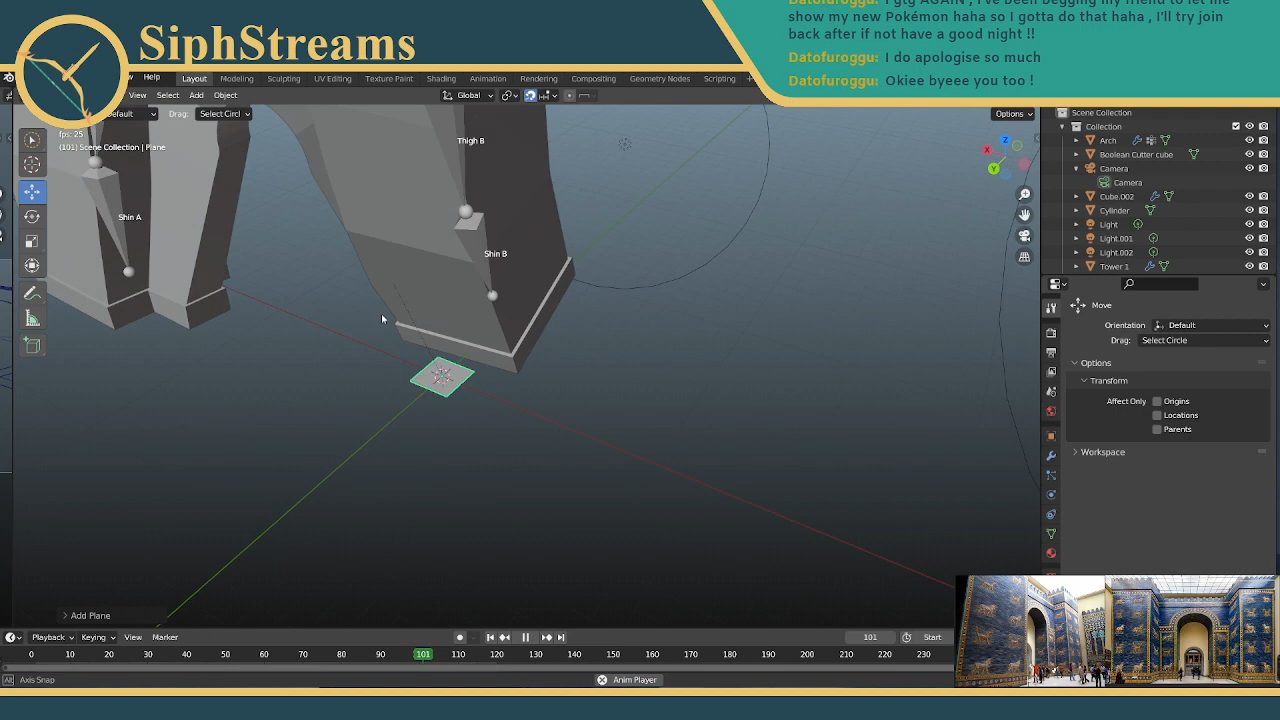 SiphStreams
Datofuroggu: I gtg AGAIN , I've been begging my friend to let me
show my new Pokémon haha so I gotta do that haha , I'll try join
back after if not have a good night !!
Datofuroggu: I do apologise so much
Datofuroggu: Okiee byeee you too !
Window Help Layout Modeling Sculpting UV Editing Texture Paint Shading Animation Rendering Compositing Geometry Nodes Scripting
View Select Add Object Global
Default Drag: Select Circl Options
fps: 25
(101) Scene Collection | Plane
Thigh B
Shin A
Shin B
Scene Collection
Collection
Arch
Boolean Cutter cube
Camera
Camera
Cube.002
Cylinder
Light
Light.001
Light.002
Tower 1
Move
Orientation Default
Drag: Select Circle
Options
Transform
Affect Only Origins
Locations
Parents
Workspace
Add Plane
Playback Keying View Marker 101 Start
0 10 20 30 40 50 60 70 80 90 101 110 120 130 140 150 160 170 180 190 200 210 220 230
Alt Axis Snap Anim Player